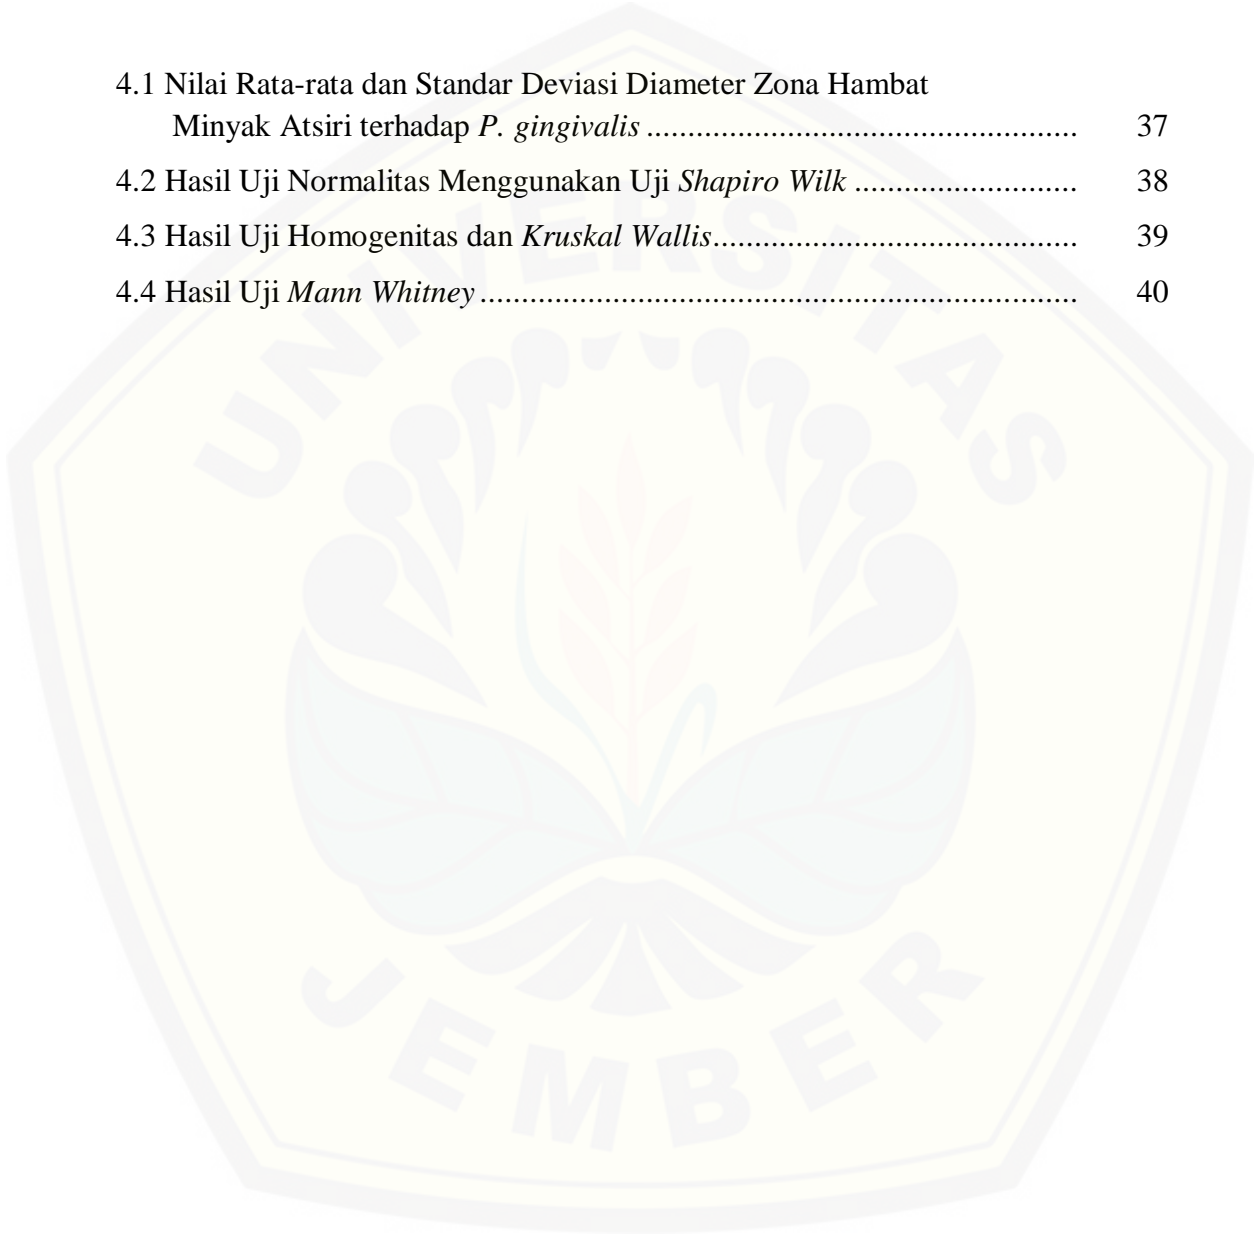 4.1 Nilai Rata-rata dan Standar Deviasi Diameter Zona Hambat
Minyak Atsiri terhadap P. gingivalis .................................................... 37
4.2 Hasil Uji Normalitas Menggunakan Uji Shapiro Wilk ........................... 38
4.3 Hasil Uji Homogenitas dan Kruskal Wallis............................................ 39
4.4 Hasil Uji Mann Whitney ........................................................................ 40
UNIVERSITAS
JEMBER